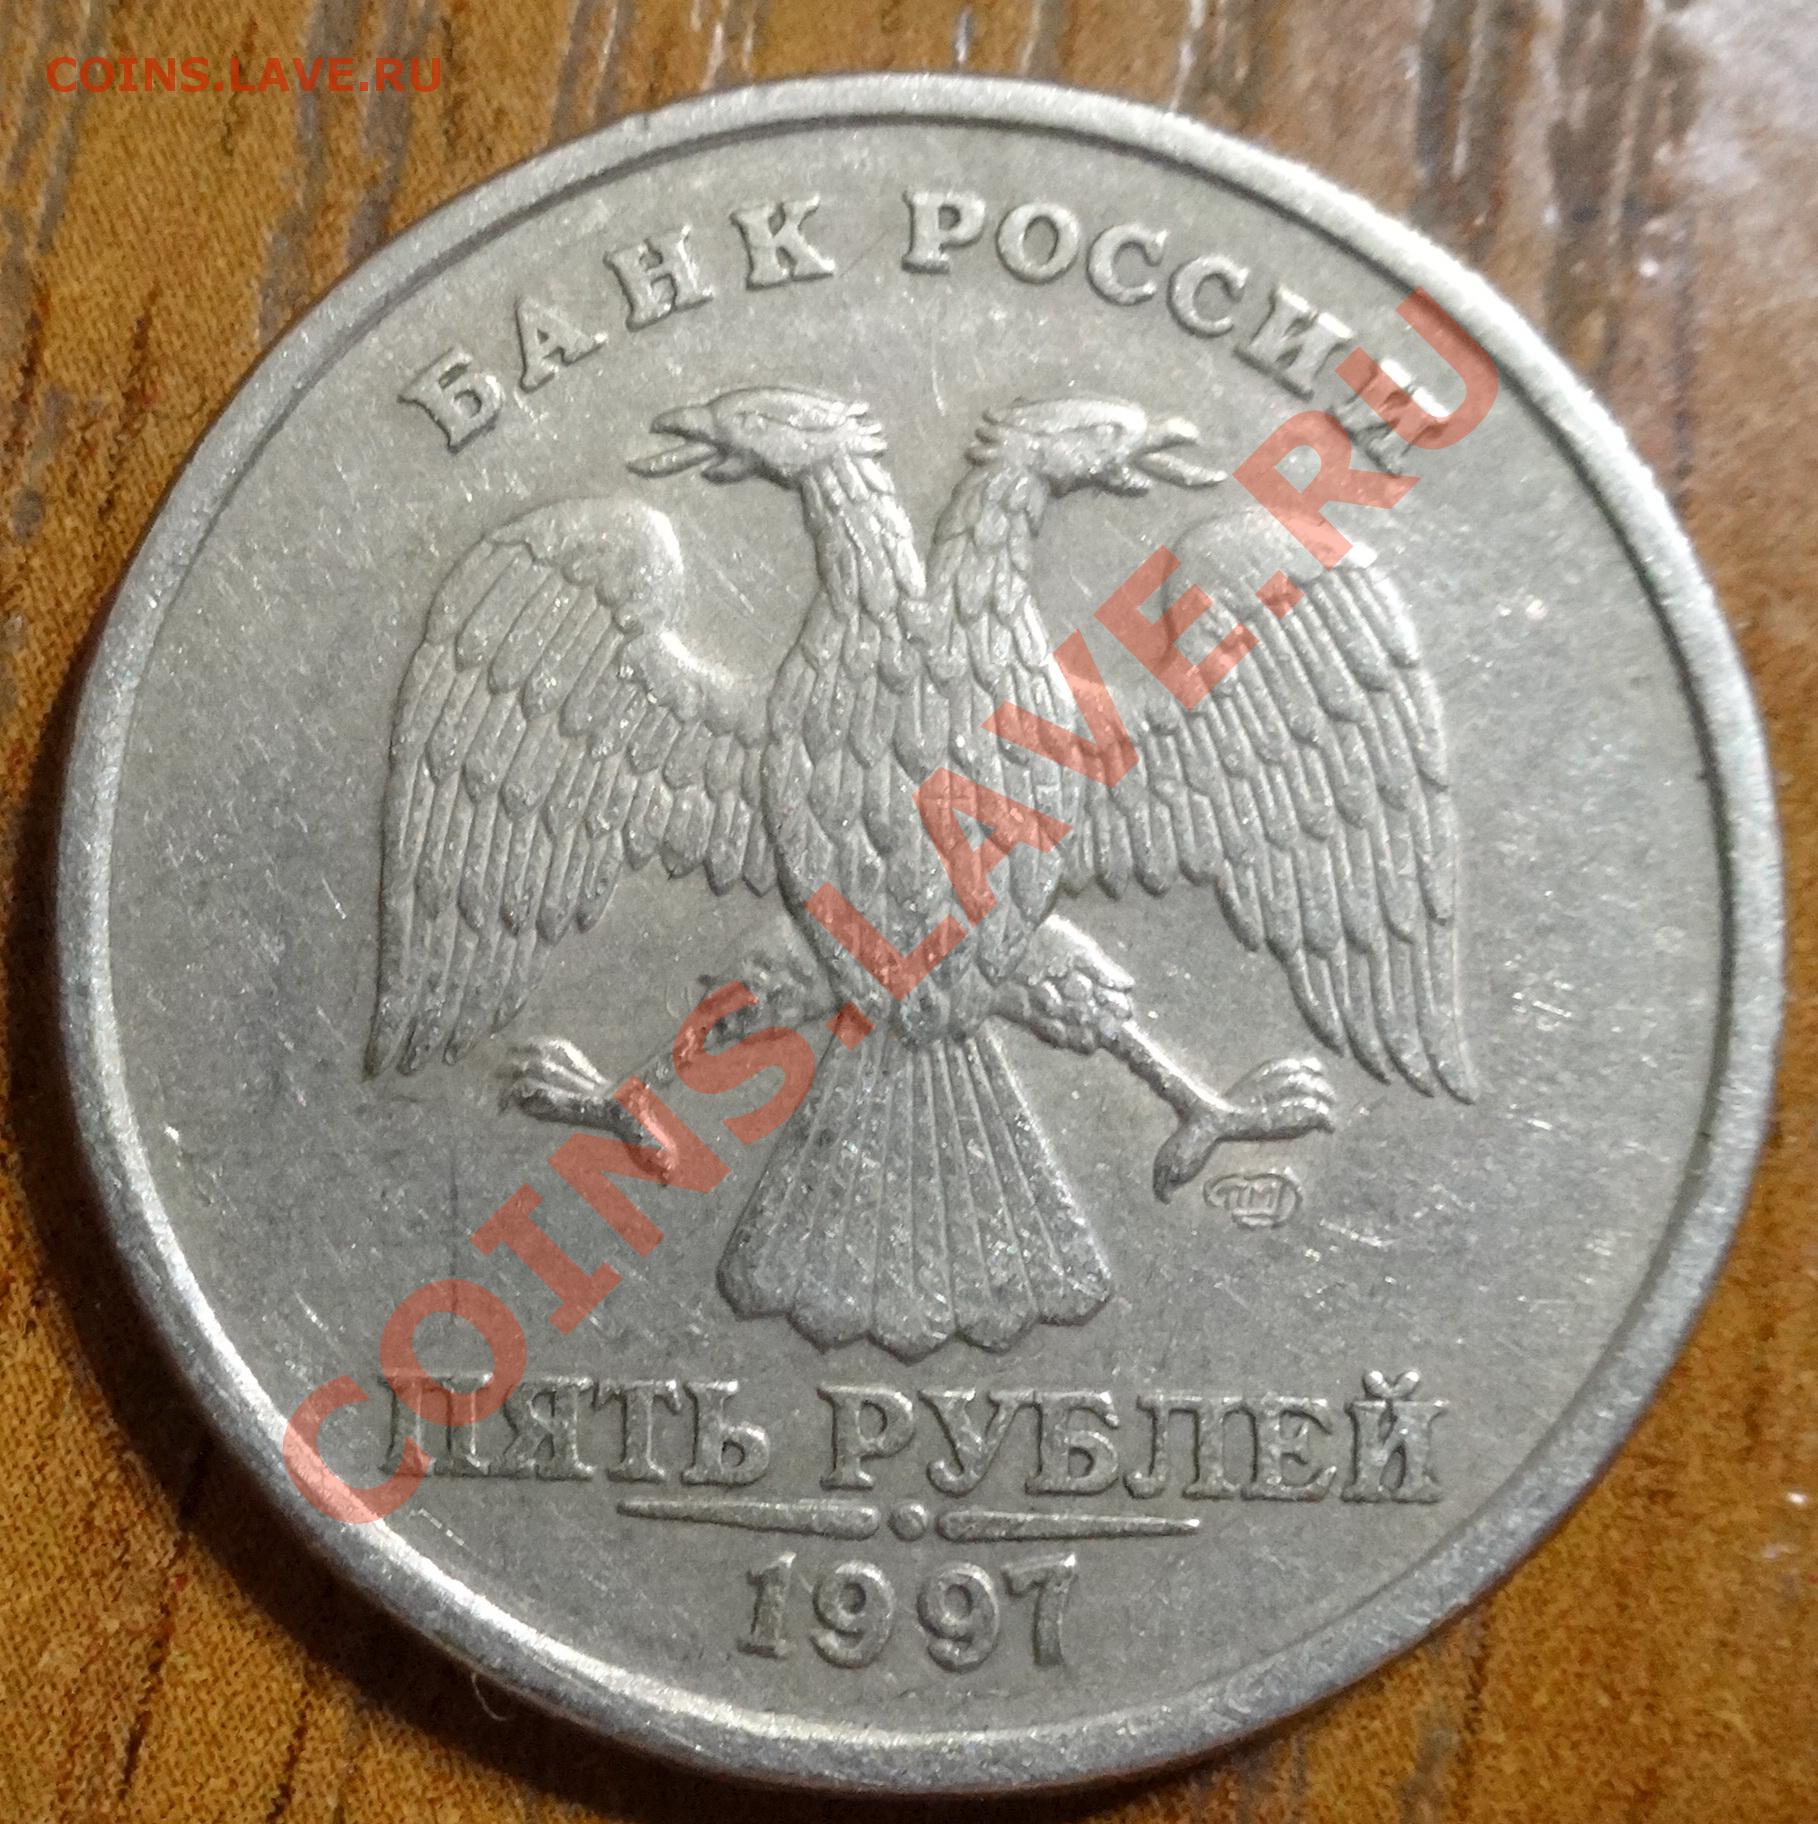 COINS.LAVE.RU
БАНК РОССИИ
COINS.LAVE.RU
ПЯТЬ РУБЛЕЙ
1997